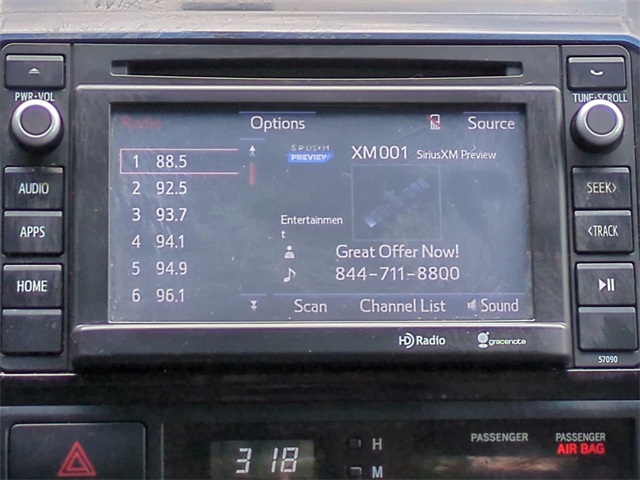 PWR•VOL
TUNE•SCROLL
Radio
Options
Source
SIRIUSXM
PREVIEW
XM001 SiriusXM Preview
1 88.5
2 92.5
3 93.7
4 94.1
5 94.9
6 96.1
Entertainmen
t
Great Offer Now!
844-711-8800
Scan
Channel List
Sound
AUDIO
APPS
HOME
SEEK>
<TRACK
HD Radio
gracenote
57090
3 18
H
M
PASSENGER
PASSENGER
AIR BAG